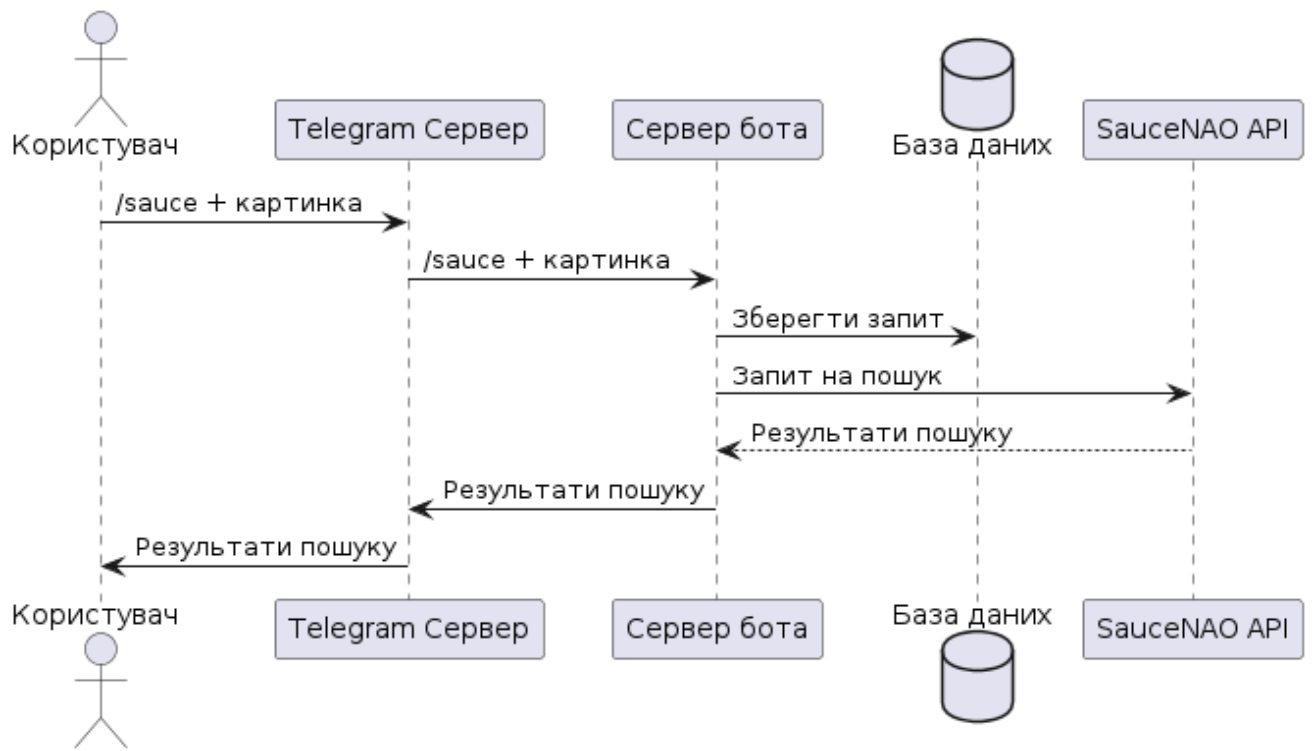 Користувач
Telegram Сервер
Сервер бота
База даних
SauceNAO API
/sauce + картинка
/sauce + картинка
Зберегти запит
Запит на пошук
Результати пошуку
Результати пошуку
Результати пошуку
Користувач
Telegram Сервер
Сервер бота
База даних
SauceNAO API